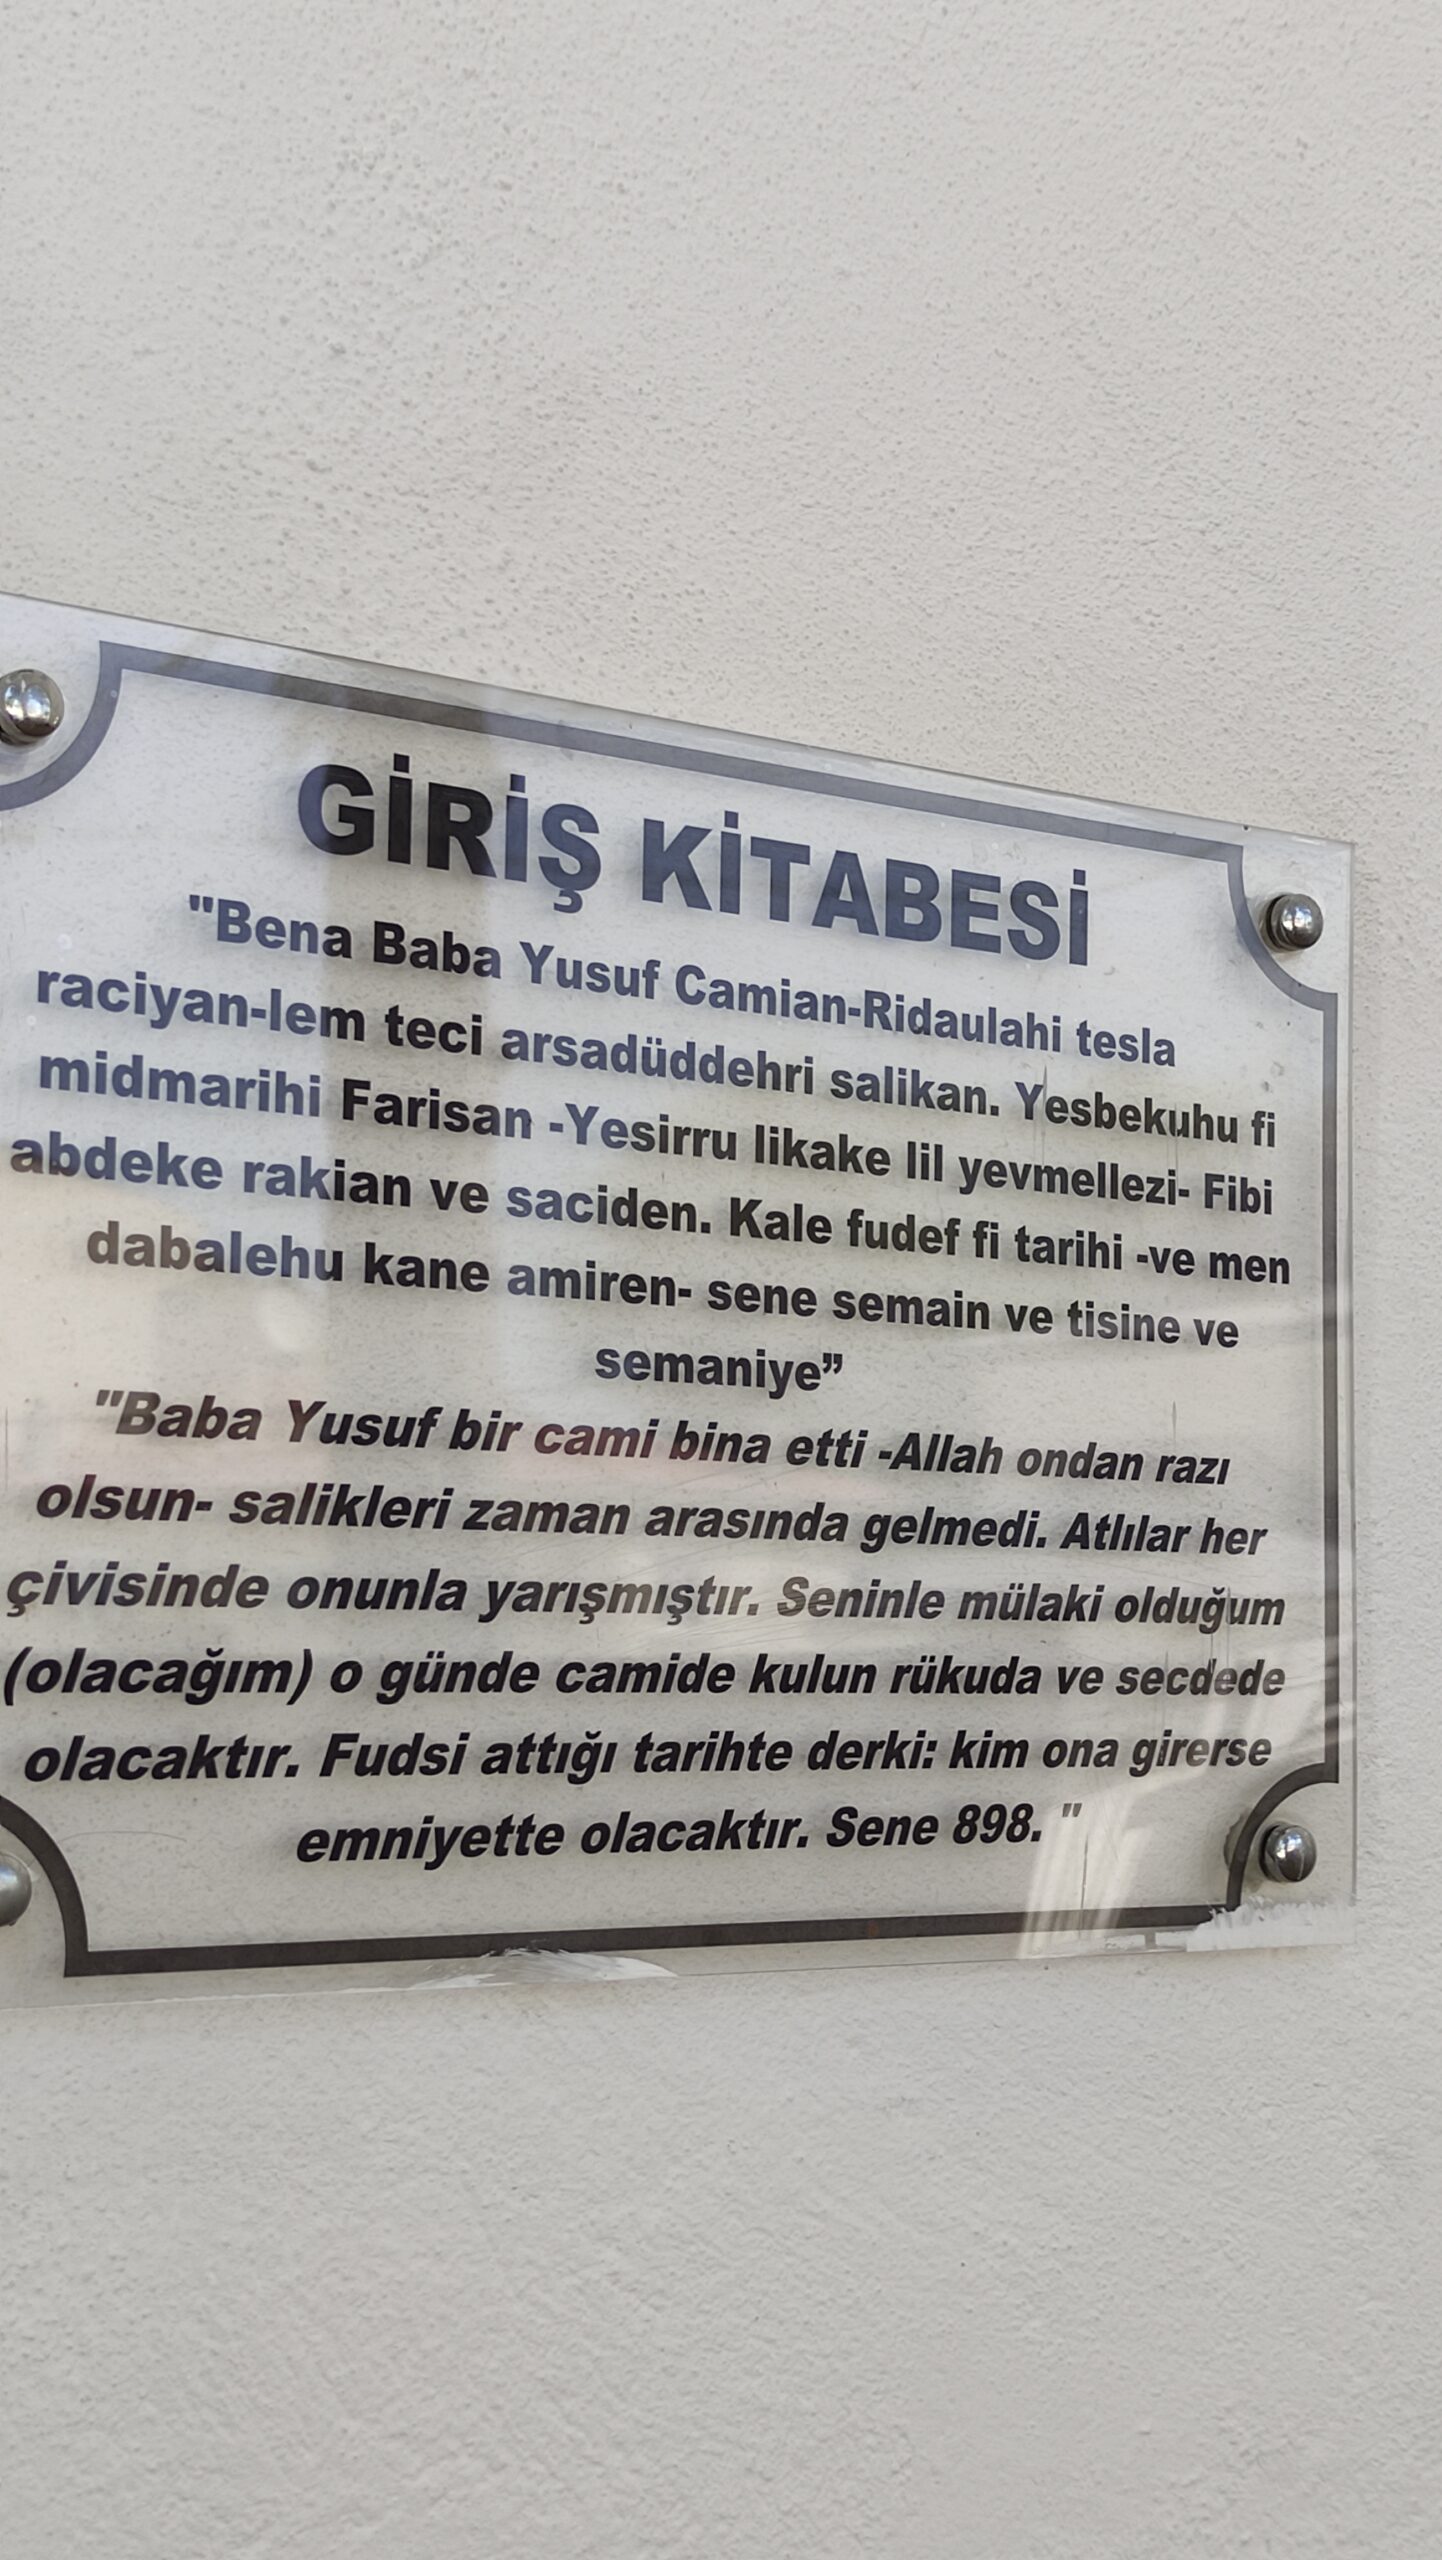 GİRİŞ KİTABESİ
"Bena Baba Yusuf Camian-Ridaulahi tesla
raciyan-lem teci arsadüddehri salikan. Yesbekuhu fi
midmarihi Farisan -Yesirru likake lil yevmellezi- Fibi
abdeke rakian ve saciden. Kale fudef fi tarihi -ve men
dabalehu kane amiren- sene semain ve tisine ve
semaniye”
"Baba Yusuf bir cami bina etti -Allah ondan razı
olsun- salikleri zaman arasında gelmedi. Atlılar her
çivisinde onunla yarışmıştır. Seninle mülaki olduğum
(olacağım) o günde camide kulun rükuda ve secdede
olacaktır. Fudsi attığı tarihte derki: kim ona girerse
emniyette olacaktır. Sene 898. "